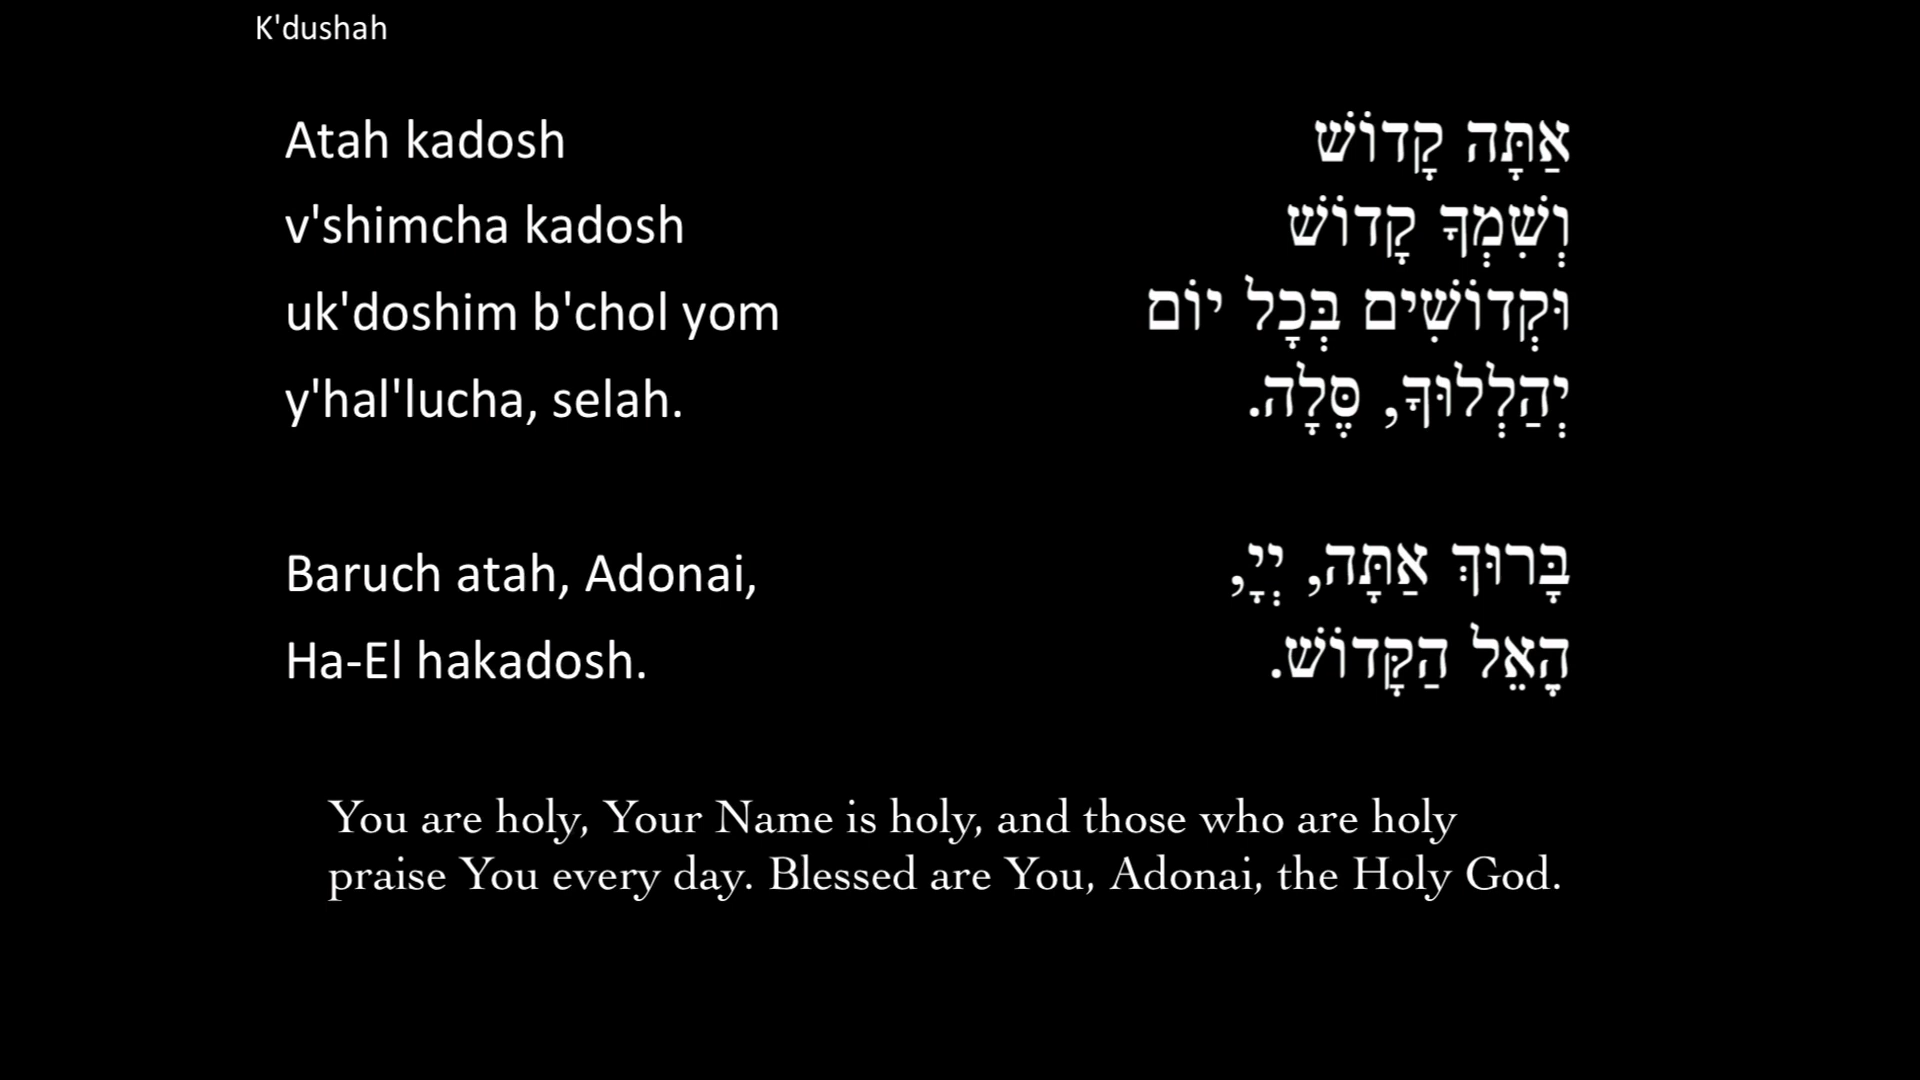 K'dushah
Atah kadosh
v'shimcha kadosh
uk'doshim b'chol yom
y'hal'lucha, selah.
Baruch atah, Adonai,
Ha-El hakadosh.
אַתָּה קָדוֹשׁ
וְשִׁמְךָ קָדוֹשׁ
וּקְדוֹשִׁים בְּכָל יוֹם
יְהַלְלוּךָ, סֶּלָה.
בָּרוּךְ אַתָּה, יְיָ,
הָאֵל הַקָּדוֹשׁ.
You are holy, Your Name is holy, and those who are holy
praise You every day. Blessed are You, Adonai, the Holy God.